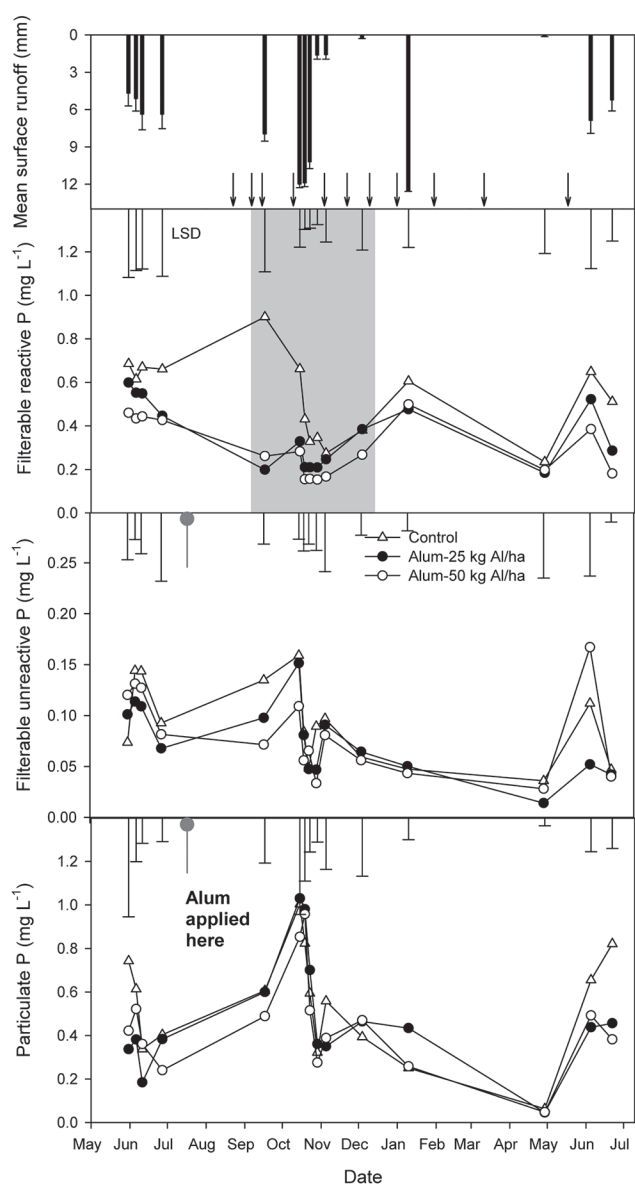 Mean surface runoff (mm)
0
3
6
9
12
Filterable reactive P (mg L-1)
LSD
1.2
1.0
0.8
0.6
0.4
0.2
0.0
Filterable unreactive P (mg L-1)
Control
Alum-25 kg Al/ha
Alum-50 kg Al/ha
0.25
0.20
0.15
0.10
0.05
0.00
Particulate P (mg L-1)
1.2
1.0
0.8
0.6
0.4
0.2
0.0
Alum
applied
here
May Jun Jul Aug Sep Oct Nov Dec Jan Feb Mar Apr May Jun Jul
Date